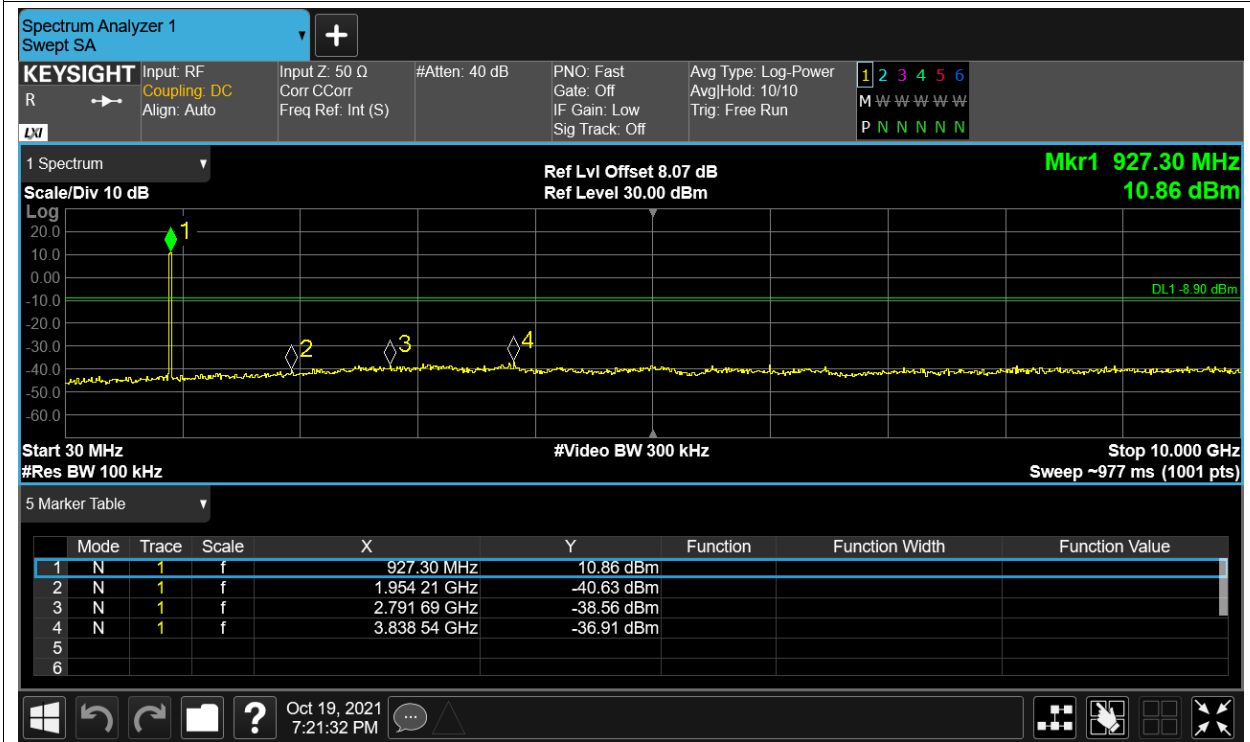 Spectrum Analyzer 1
Swept SA
+
KEYSIGHT Input: RF Input Z: 50 Ω #Atten: 40 dB PNO: Fast Avg Type: Log-Power 1 2 3 4 5 6
R Coupling: DC Corr CCorr Gate: Off Avg|Hold: 10/10 M W W W W W
Align: Auto Freq Ref: Int (S) IF Gain: Low Trig: Free Run
LXI Sig Track: Off P N N N N N
1 Spectrum Ref Lvl Offset 8.07 dB Mkr1 927.30 MHz
Scale/Div 10 dB Ref Level 30.00 dBm 10.86 dBm
Log
20.0 1
10.0
0.00
-10.0 DL1 -8.90 dBm
-20.0
-30.0 2 3 4
-40.0
-50.0
-60.0
Start 30 MHz #Video BW 300 kHz Stop 10.000 GHz
#Res BW 100 kHz Sweep ~977 ms (1001 pts)
5 Marker Table
Mode Trace Scale X Y Function Function Width Function Value
1 N 1 f 927.30 MHz 10.86 dBm
2 N 1 f 1.954 21 GHz -40.63 dBm
3 N 1 f 2.791 69 GHz -38.56 dBm
4 N 1 f 3.838 54 GHz -36.91 dBm
5
6
? Oct 19, 2021
7:21:32 PM